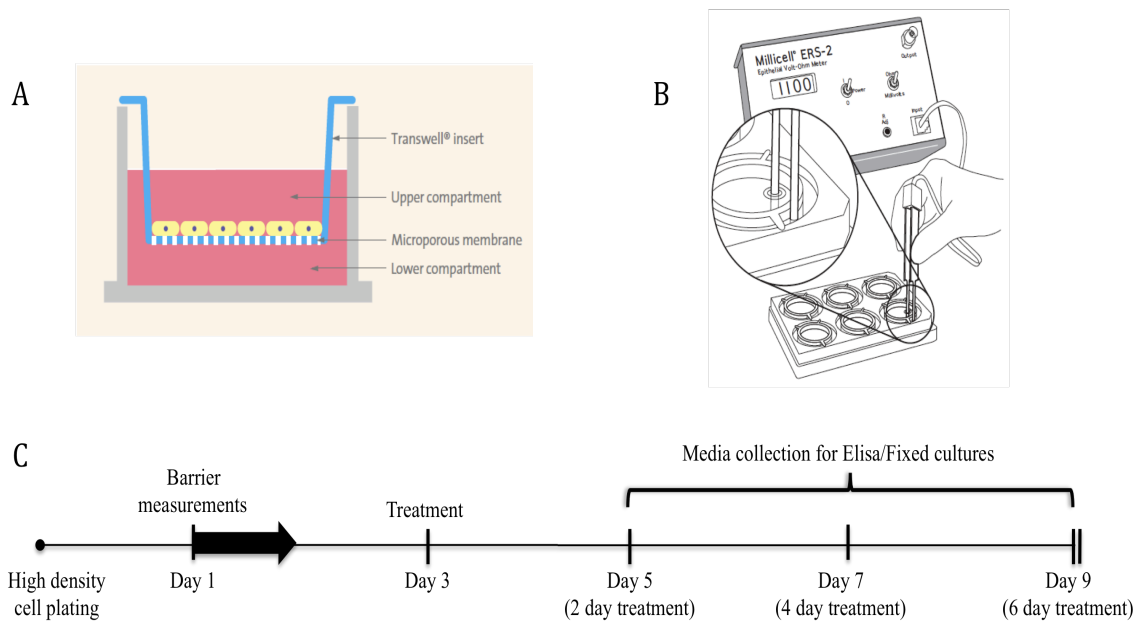 A
Transwell® insert
Upper compartment
Microporous membrane
Lower compartment
B
Millicell® ERS-2
Epithelial Volt-Ohm Meter
1100
Power
Millivolts
Output
Input
C
Barrier
measurements
Treatment
Media collection for Elisa/Fixed cultures
High density
cell plating
Day 1
Day 3
Day 5
(2 day treatment)
Day 7
(4 day treatment)
Day 9
(6 day treatment)